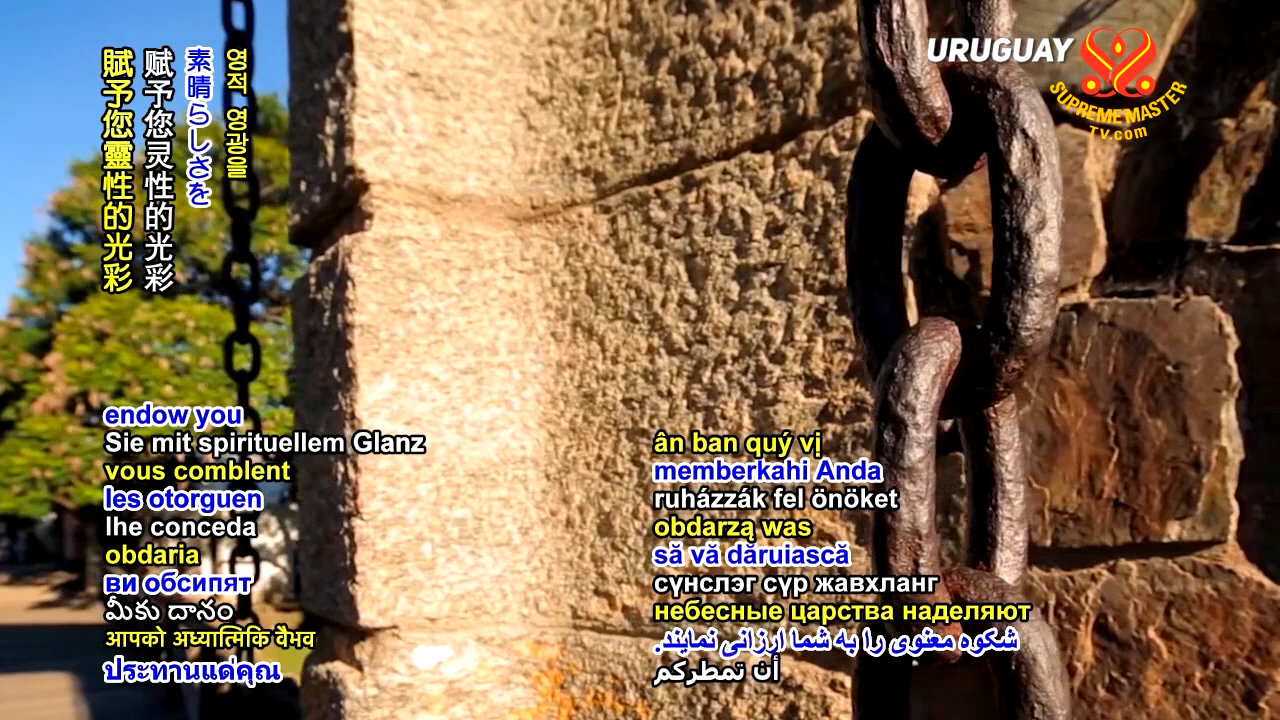 URUGUAY
SUPREME MASTER
TV.com
영적 영광을
素晴らしさを
赋予您灵性的光彩
賦予您靈性的光彩
endow you
Sie mit spirituellem Glanz
vous comblent
les otorguen
lhe conceda
obdaria
ви обсипят
మీకు దానం
आपको अध्यात्मिक वैभव
ประทานแด่คุณ
ân ban quý vị
memberkahi Anda
ruházzák fel önöket
obdarzą was
să vă dăruiască
сүнслэг сүр жавхланг
небесные царства наделяют
شکوه معنوی را به شما ارزانی نمایند.
أن تمطركم